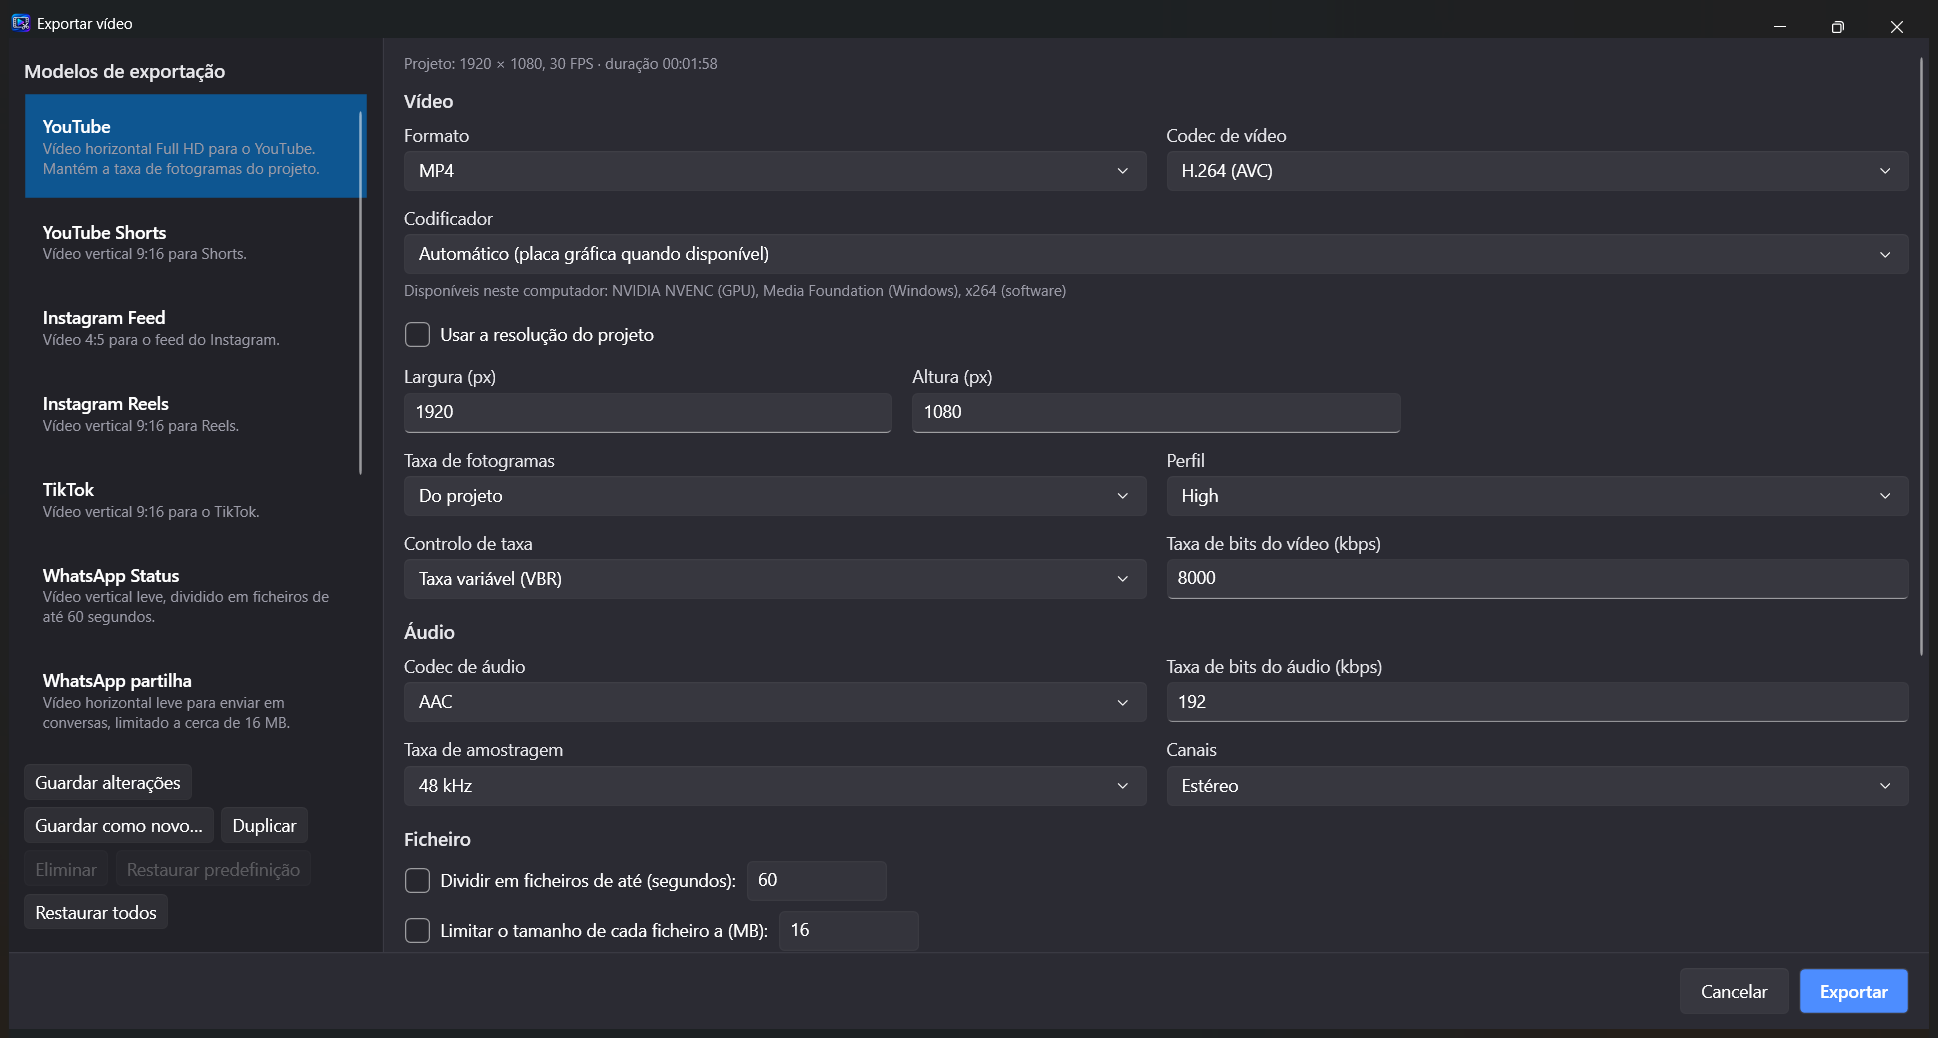 Exportar vídeo
Modelos de exportação
YouTube
Vídeo horizontal Full HD para o YouTube.
Mantém a taxa de fotogramas do projeto.
YouTube Shorts
Vídeo vertical 9:16 para Shorts.
Instagram Feed
Vídeo 4:5 para o feed do Instagram.
Instagram Reels
Vídeo vertical 9:16 para Reels.
TikTok
Vídeo vertical 9:16 para o TikTok.
WhatsApp Status
Vídeo vertical leve, dividido em ficheiros de
até 60 segundos.
WhatsApp partilha
Vídeo horizontal leve para enviar em
conversas, limitado a cerca de 16 MB.
Guardar alterações
Guardar como novo... Duplicar
Eliminar Restaurar predefinição
Restaurar todos
Projeto: 1920 × 1080, 30 FPS · duração 00:01:58
Vídeo
Formato Codec de vídeo
MP4 H.264 (AVC)
Codificador
Automático (placa gráfica quando disponível)
Disponíveis neste computador: NVIDIA NVENC (GPU), Media Foundation (Windows), x264 (software)
Usar a resolução do projeto
Largura (px) Altura (px)
1920 1080
Taxa de fotogramas Perfil
Do projeto High
Controlo de taxa Taxa de bits do vídeo (kbps)
Taxa variável (VBR) 8000
Áudio
Codec de áudio Taxa de bits do áudio (kbps)
AAC 192
Taxa de amostragem Canais
48 kHz Estéreo
Ficheiro
Dividir em ficheiros de até (segundos): 60
Limitar o tamanho de cada ficheiro a (MB): 16
Cancelar Exportar